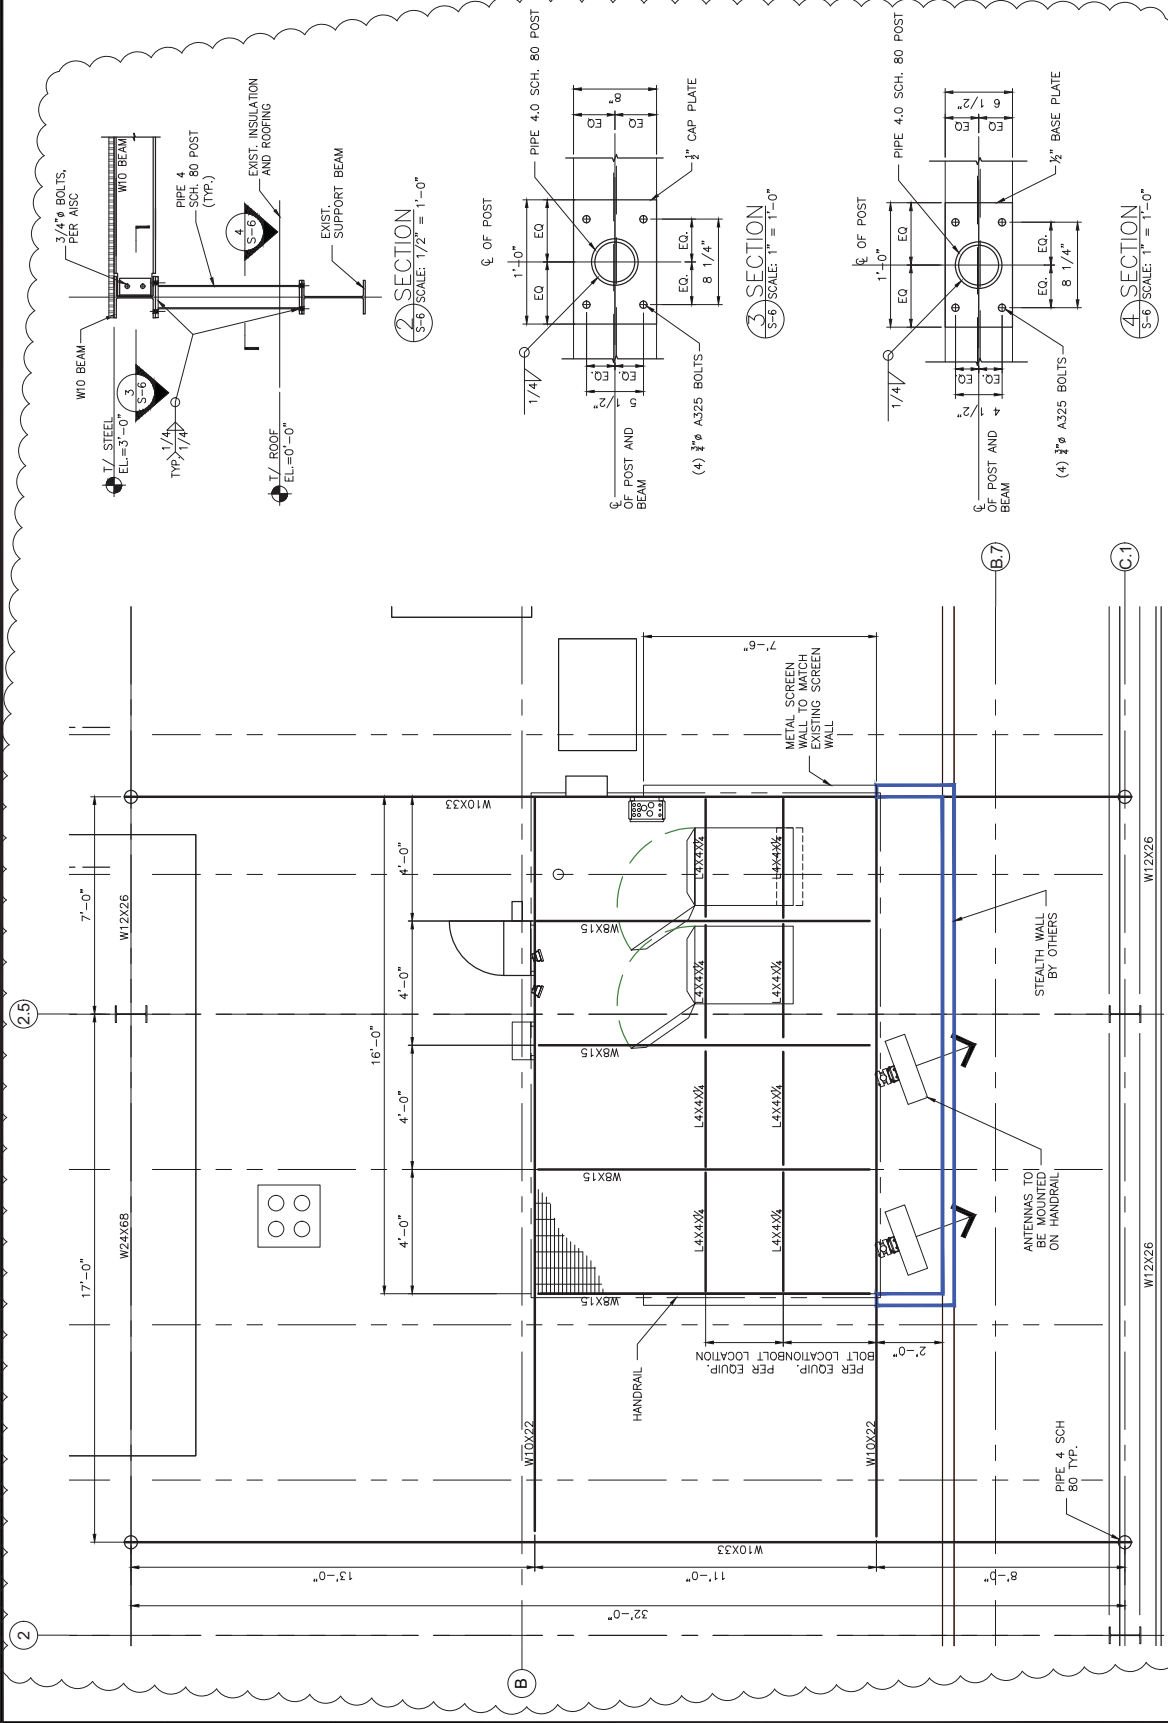 3/4"ø BOLTS,
PER AISC
W10 BEAM
W10 BEAM
PIPE 4
SCH. 80 POST
(TYP.)
EXIST. INSULATION
AND ROOFING
EXIST.
SUPPORT BEAM
3
S-6
4
S-6
T/ STEEL
EL.=3'-0"
TYP.
1/4
1/4
T/ ROOF
EL.=0'-0"
2 SECTION
S-6 SCALE: 1/2" = 1'-0"
PIPE 4.0 SCH. 80 POST
℄ OF POST
1'-0"
EQ
EQ
8"
EQ
EQ
1/2" CAP PLATE
1/4
EQ.
EQ.
5 1/2"
EQ.
EQ.
8 1/4"
℄
OF POST AND
BEAM
(4) 3/4"ø A325 BOLTS
3 SECTION
S-6 SCALE: 1" = 1'-0"
PIPE 4.0 SCH. 80 POST
℄ OF POST
1'-0"
EQ
EQ
6 1/2"
EQ
EQ
1/2" BASE PLATE
1/4
EQ.
EQ.
4 1/2"
EQ.
EQ.
8 1/4"
℄
OF POST AND
BEAM
(4) 3/4"ø A325 BOLTS
4 SECTION
S-6 SCALE: 1" = 1'-0"
2
2.5
B
B.7
C.1
17'-0"
7'-0"
W24X68
W12X26
16'-0"
4'-0"
4'-0"
4'-0"
4'-0"
W10X33
W10X33
W8X15
W8X15
W8X15
W8X15
L4X4X¼
L4X4X¼
L4X4X¼
L4X4X¼
L4X4X¼
L4X4X¼
L4X4X¼
L4X4X¼
W10X22
W10X22
HANDRAIL
PER EQUIP.
BOLT LOCATION
PER EQUIP.
BOLT LOCATION
2'-0"
13'-0"
11'-0"
8'-0"
32'-0"
7'-6"
METAL SCREEN
WALL TO MATCH
EXISTING SCREEN
WALL
STEALTH WALL
BY OTHERS
ANTENNAS TO
BE MOUNTED
ON HANDRAIL
PIPE 4 SCH
80 TYP.
W12X26
W12X26